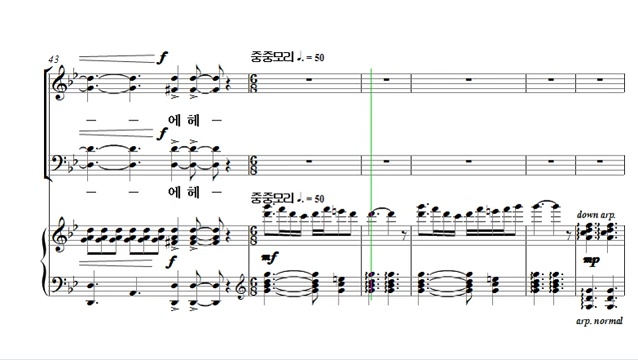 43
f
중중모리 ♩. = 50
에 헤
f
에 헤
중중모리 ♩. = 50
down arp.
f
mf
mp
arp. normal